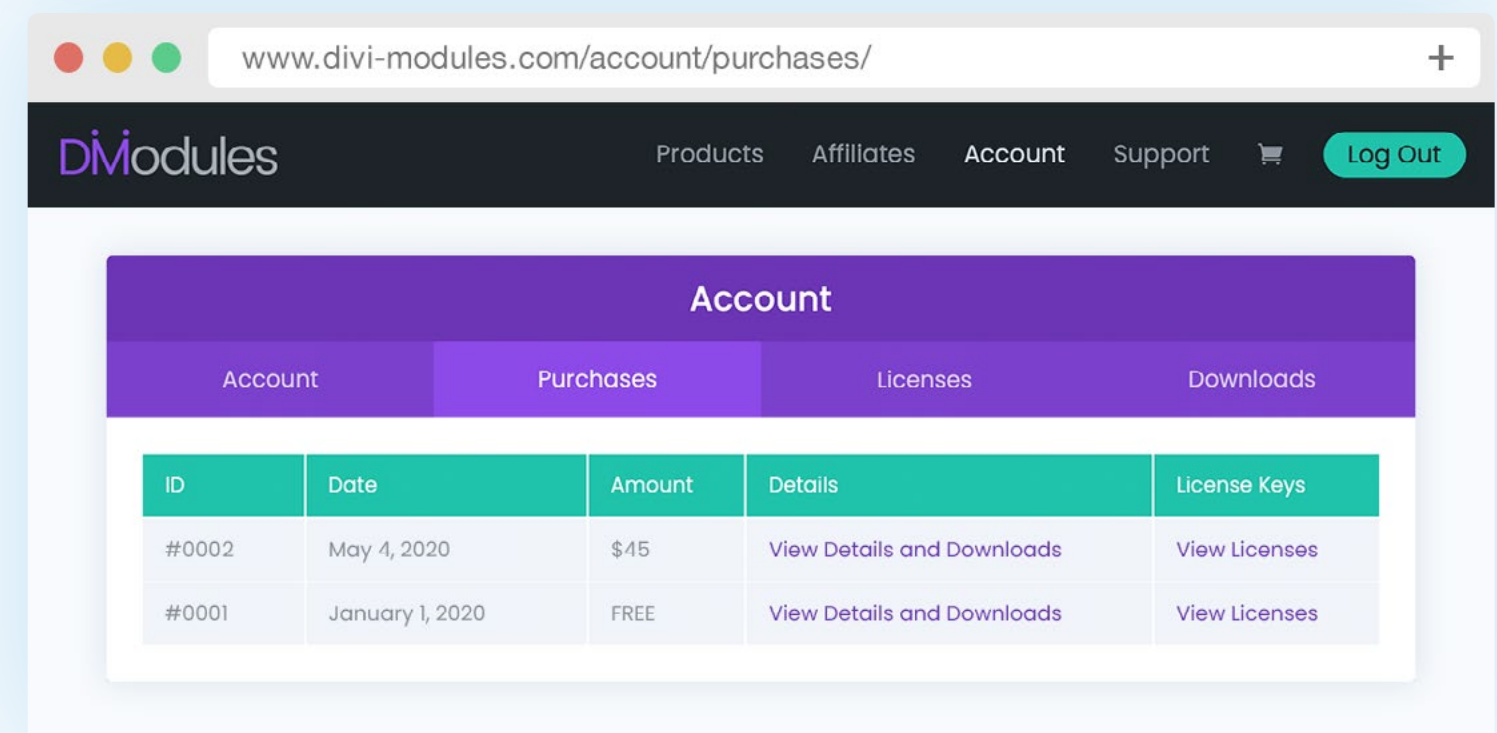 www.divi-modules.com/account/purchases/ +
DiModules Products Affiliates Account Support Log Out
Account
Account Purchases Licenses Downloads
ID Date Amount Details License Keys
#0002 May 4, 2020 $45 View Details and Downloads View Licenses
#0001 January 1, 2020 FREE View Details and Downloads View Licenses